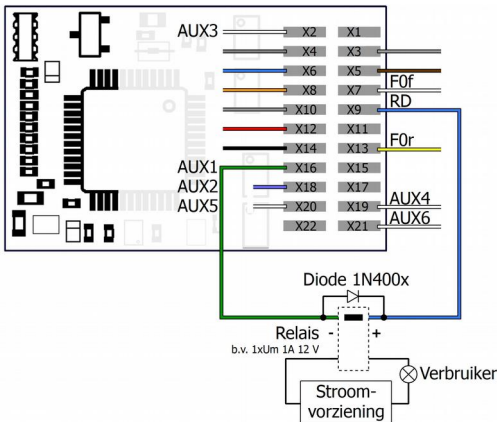 AUX3 X2 X1
X4 X3
X6 X5
F0f
X8 X7
RD
X10 X9
X12 X11
F0r
X14 X13
AUX1 X16 X15
AUX2 X18 X17
AUX4
AUX5 X20 X19
AUX6
X22 X21
Diode 1N400x
Relais - +
b.v. 1xUm 1A 12 V
Verbruiker
Stroom-
vorziening